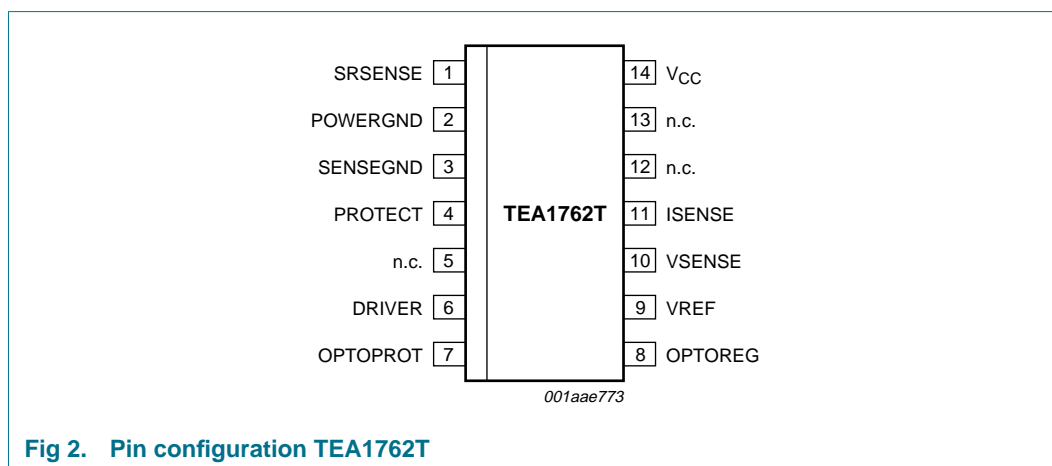 SRSENSE 1
14 VCC
POWERGND 2
13 n.c.
SENSEGND 3
12 n.c.
PROTECT 4
TEA1762T
11 ISENSE
n.c. 5
10 VSENSE
DRIVER 6
9 VREF
OPTOPROT 7
8 OPTOREG
001aae773
Fig 2. Pin configuration TEA1762T